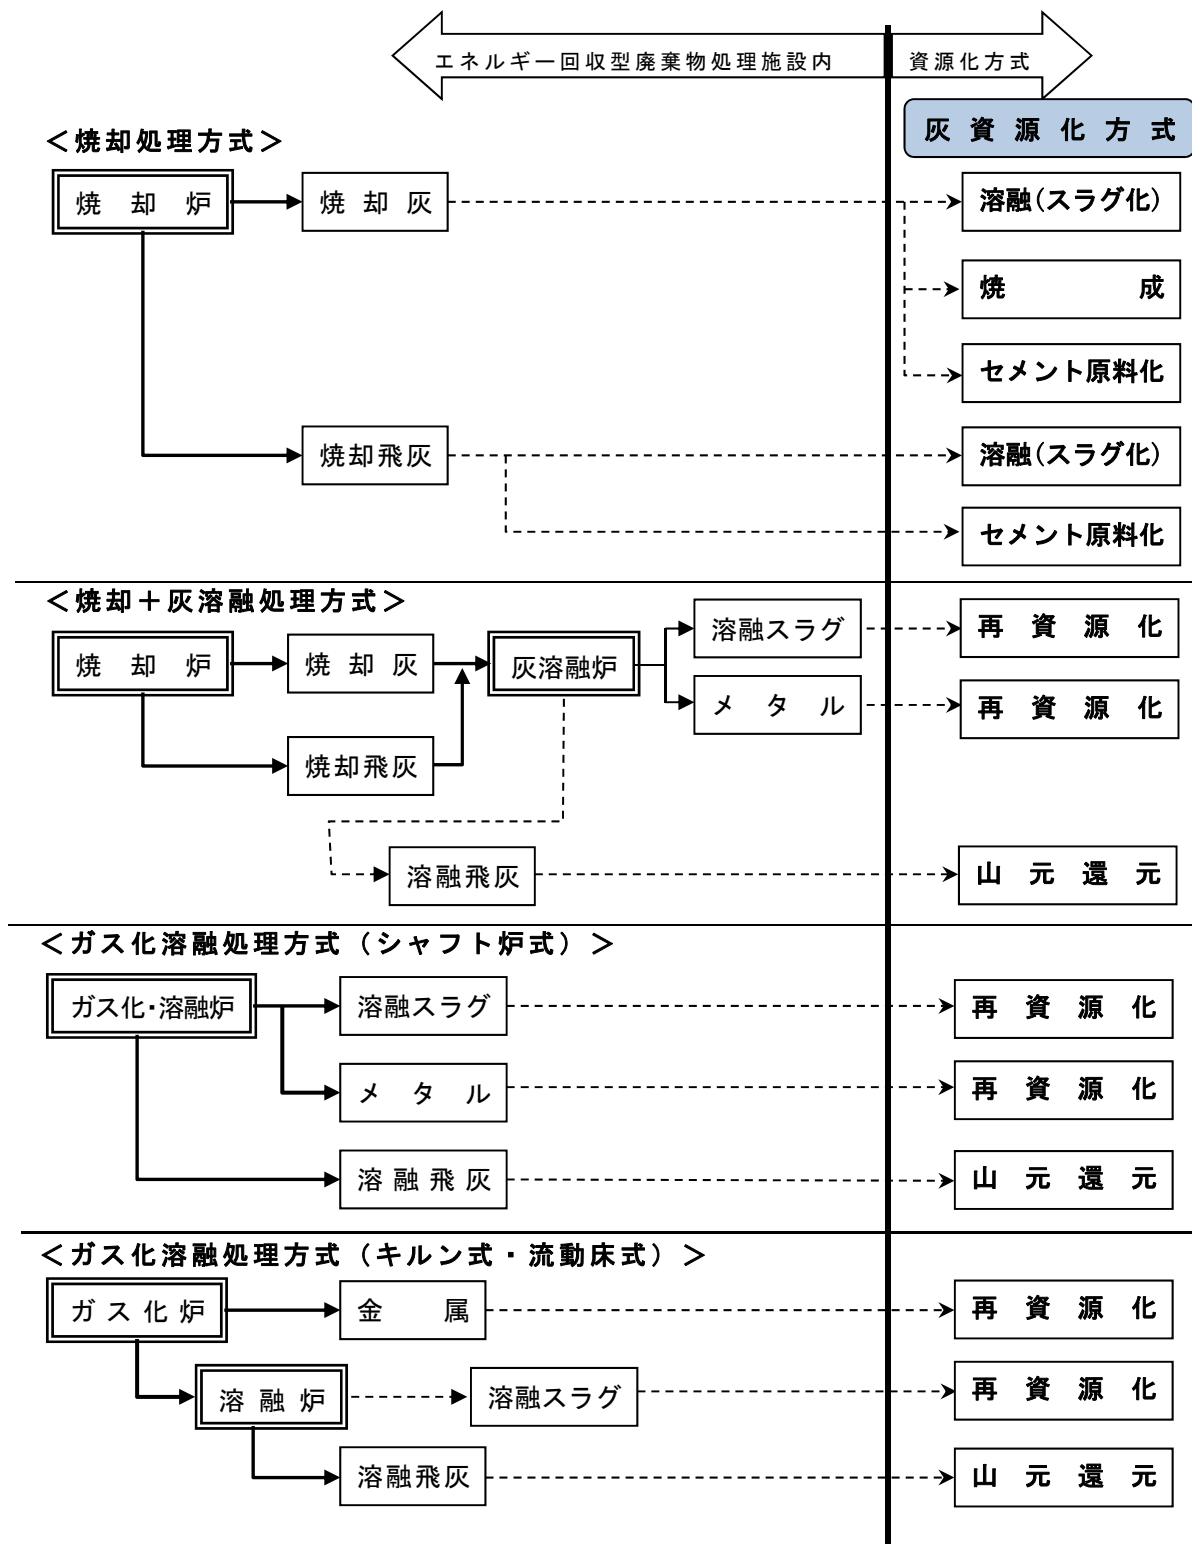 エネルギー回収型廃棄物処理施設内
資源化方式
灰資源化方式
＜焼却処理方式＞
焼却炉
焼却灰
溶融(スラグ化)
焼成
セメント原料化
焼却飛灰
溶融(スラグ化)
セメント原料化
＜焼却＋灰溶融処理方式＞
焼却炉
焼却灰
灰溶融炉
溶融スラグ
再資源化
メタル
再資源化
焼却飛灰
溶融飛灰
山元還元
＜ガス化溶融処理方式（シャフト炉式）＞
ガス化・溶融炉
溶融スラグ
再資源化
メタル
再資源化
溶融飛灰
山元還元
＜ガス化溶融処理方式（キルン式・流動床式）＞
ガス化炉
金属
再資源化
溶融炉
溶融スラグ
再資源化
溶融飛灰
山元還元